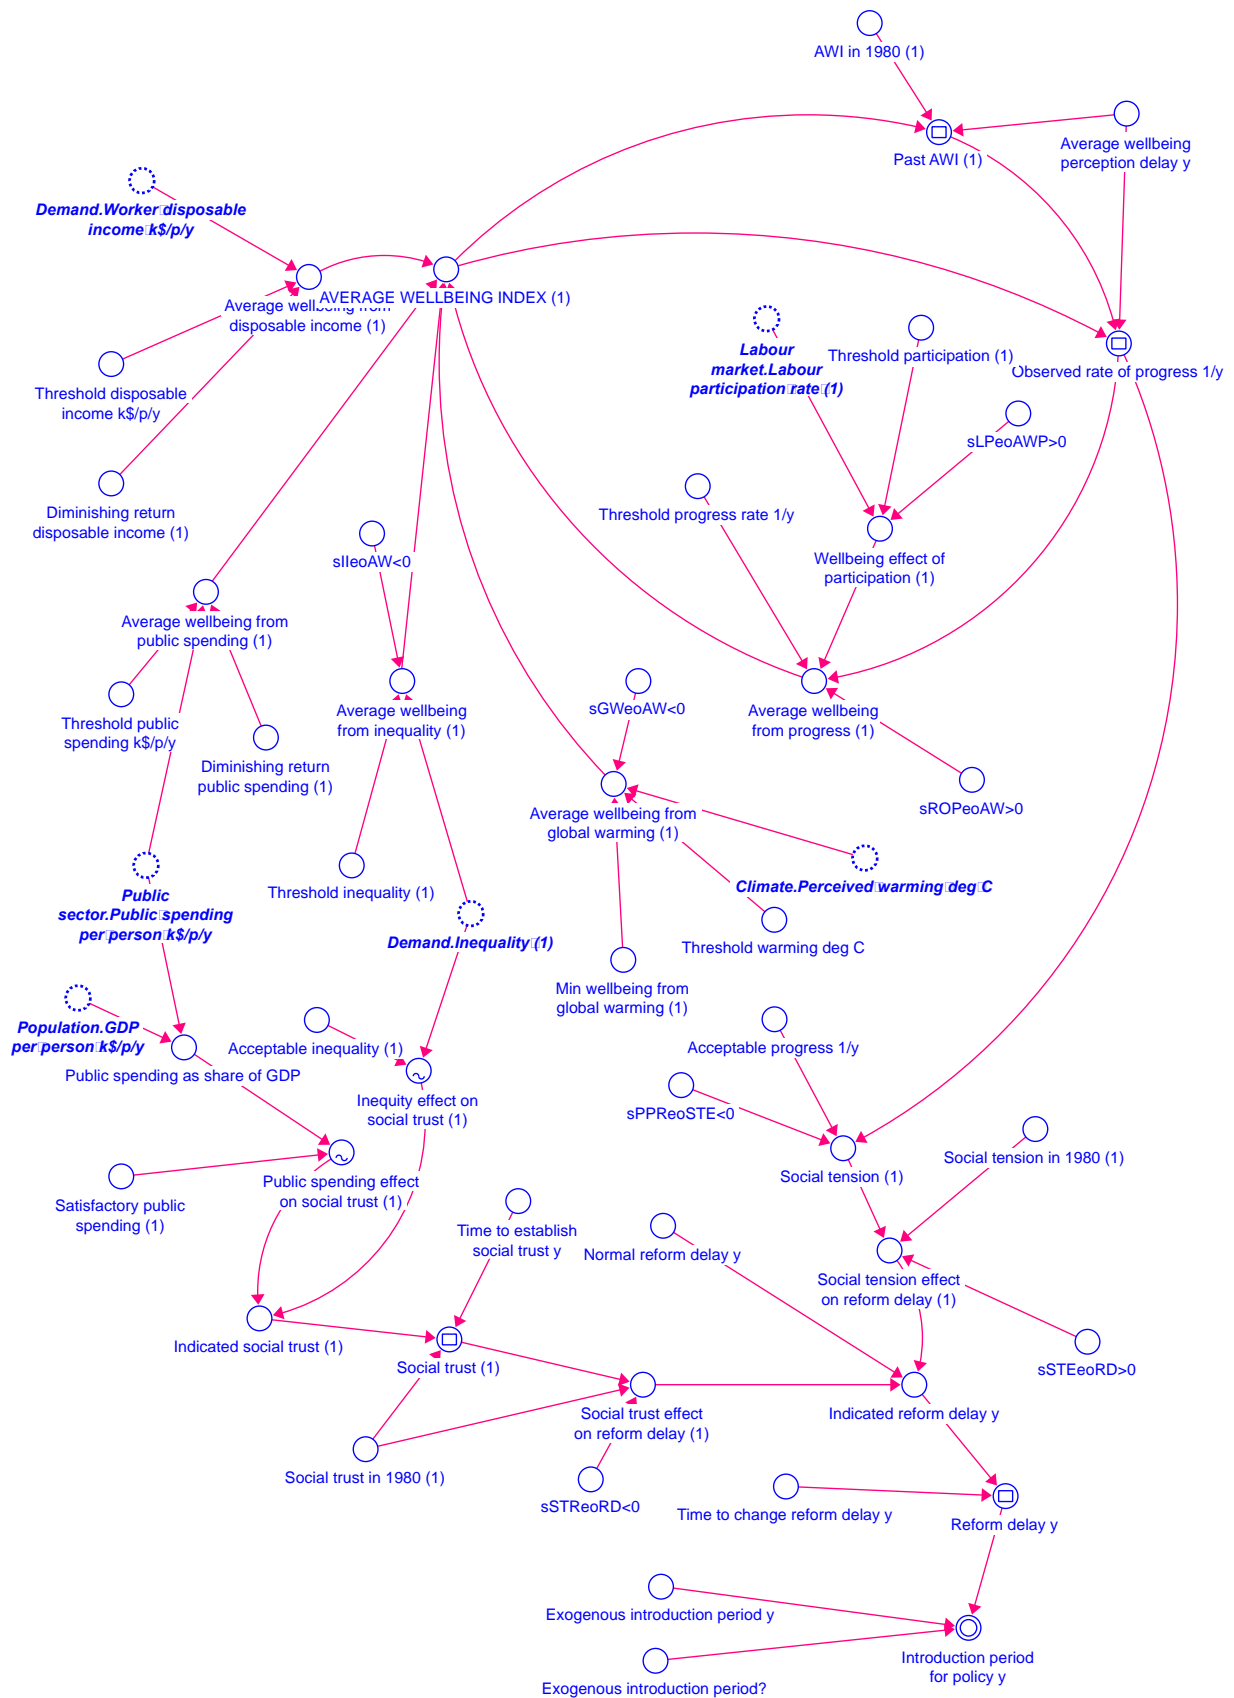 AWI in 1980 (1)
Average wellbeing
perception delay y
Past AWI (1)
Demand.Worker disposable
income k$/p/y
AVERAGE WELLBEING INDEX (1)
Average wellbeing from
disposable income (1)
Labour
market.Labour
participation rate (1)
Threshold participation (1)
Observed rate of progress 1/y
Threshold disposable
income k$/p/y
sLPeoAWP>0
Diminishing return
disposable income (1)
Threshold progress rate 1/y
sIIeoAW<0
Wellbeing effect of
participation (1)
Average wellbeing from
public spending (1)
Threshold public
spending k$/p/y
Average wellbeing
from inequality (1)
sGWeoAW<0
Average wellbeing
from progress (1)
Diminishing return
public spending (1)
sROPeoAW>0
Average wellbeing from
global warming (1)
Threshold inequality (1)
Climate.Perceived warming deg C
Public
sector.Public spending
per person k$/p/y
Demand.Inequality (1)
Threshold warming deg C
Min wellbeing from
global warming (1)
Population.GDP
per person k$/p/y
Acceptable inequality (1)
Acceptable progress 1/y
Public spending as share of GDP
Inequity effect on
social trust (1)
sPPReoSTE<0
Social tension in 1980 (1)
Social tension (1)
Public spending effect
on social trust (1)
Satisfactory public
spending (1)
Time to establish
social trust y
Normal reform delay y
Social tension effect
on reform delay (1)
Indicated social trust (1)
Social trust (1)
sSTEeoRD>0
Social trust effect
on reform delay (1)
Indicated reform delay y
Social trust in 1980 (1)
sSTReoRD<0
Time to change reform delay y
Reform delay y
Exogenous introduction period y
Introduction period
for policy y
Exogenous introduction period?